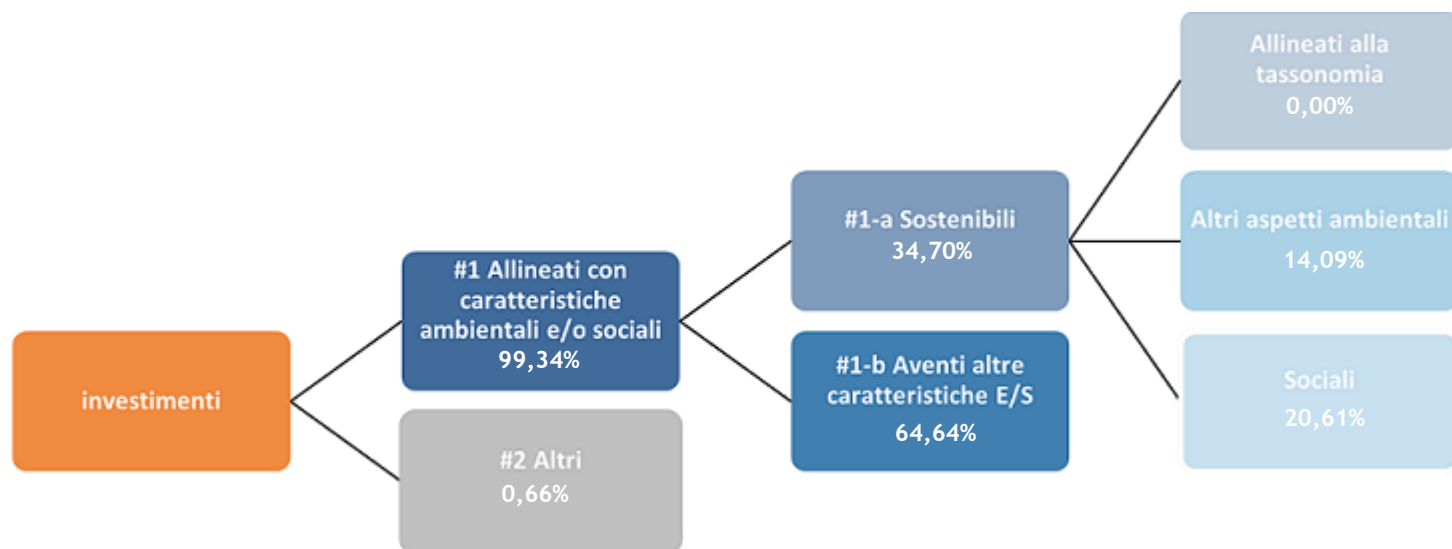 investimenti
#1 Allineati con
caratteristiche
ambientali e/o sociali
99,34%
#2 Altri
0,66%
#1-a Sostenibili
34,70%
#1-b Aventi altre
caratteristiche E/S
64,64%
Allineati alla
tassonomia
0,00%
Altri aspetti ambientali
14,09%
Sociali
20,61%